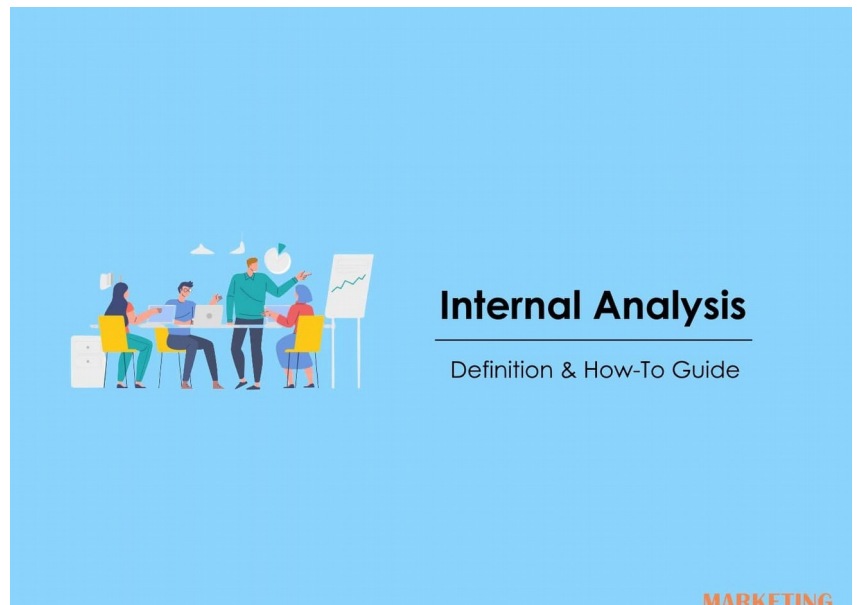 Internal Analysis
Definition & How-To Guide
MARKETING